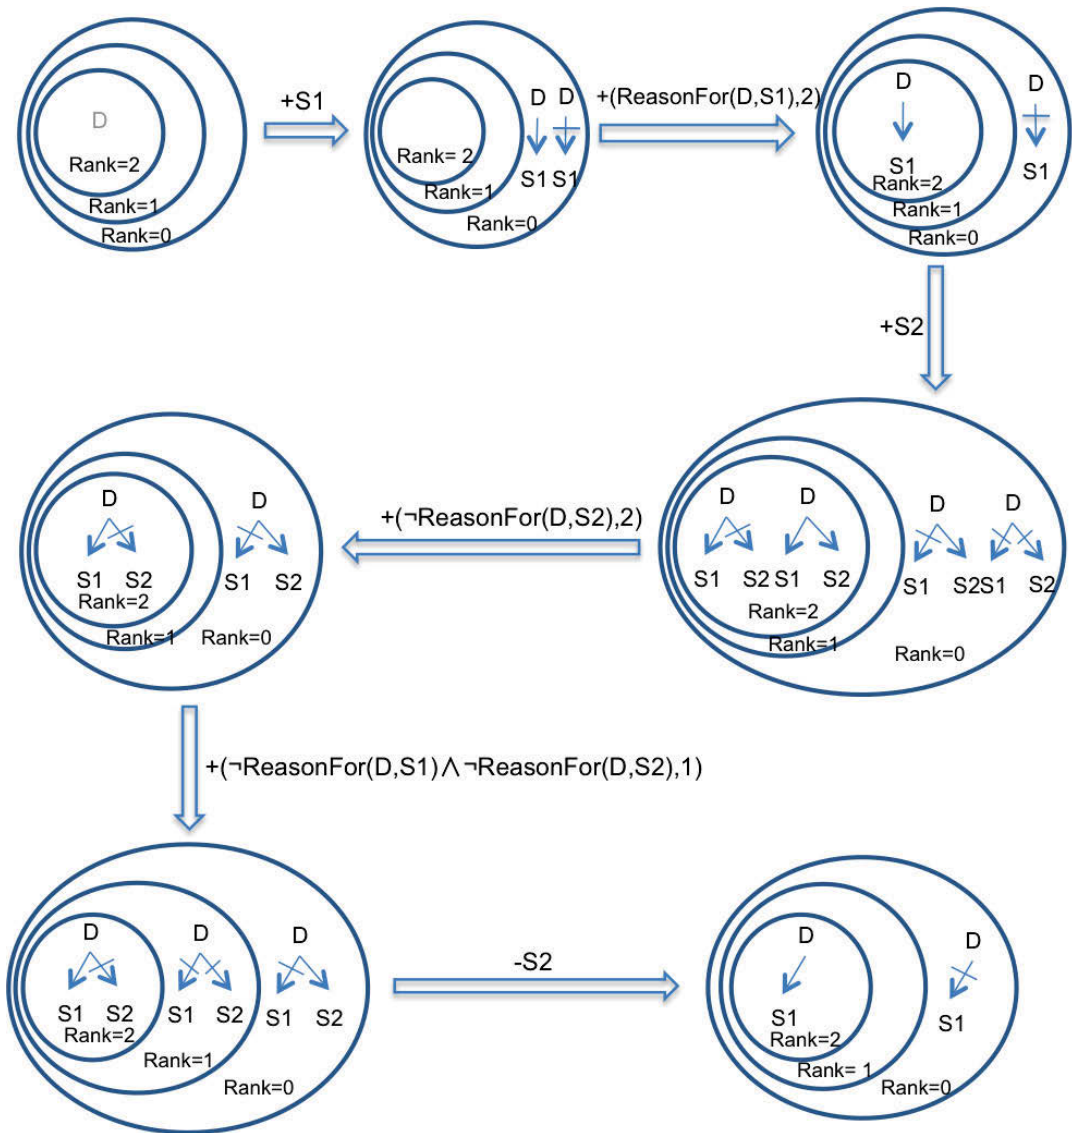 D
Rank=2
Rank=1
Rank=0
+S1
D D
S1 S1
Rank= 2
Rank=1
Rank=0
+(ReasonFor(D,S1),2)
D
S1
Rank=2
Rank=1
Rank=0
D
S1
+S2
D D
S1 S2 S1 S2
Rank=2
Rank=1
D D
S1 S2 S1 S2
Rank=0
+(¬ReasonFor(D,S2),2)
D
S1 S2
Rank=2
Rank=1
D
S1 S2
Rank=0
+(¬ReasonFor(D,S1)∧¬ReasonFor(D,S2),1)
D
S1 S2
Rank=2
D
S1 S2
Rank=1
D
S1 S2
Rank=0
-S2
D
S1
Rank=2
Rank= 1
D
S1
Rank=0